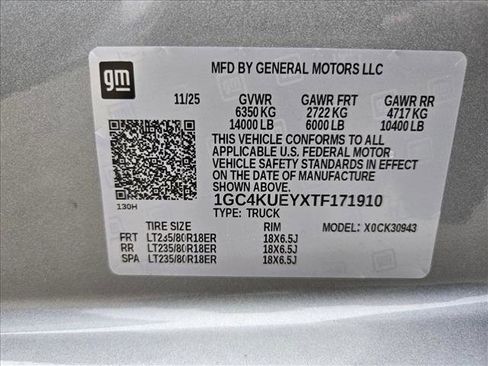 gm
MFD BY GENERAL MOTORS LLC
11/25 GVWR GAWR FRT GAWR RR
6350 KG 2722 KG 4717 KG
14000 LB 6000 LB 10400 LB
THIS VEHICLE CONFORMS TO ALL
APPLICABLE U.S. FEDERAL MOTOR
VEHICLE SAFETY STANDARDS IN EFFECT
ON THE DATE OF MANUFACTURE
SHOWN ABOVE.
1GC4KUEYXTF171910
TYPE: TRUCK
130H
TIRE SIZE RIM MODEL: X0CK30943
FRT LT235/80R18ER 18X6.5J
RR LT235/80R18ER 18X6.5J
SPA LT235/80R18ER 18X6.5J